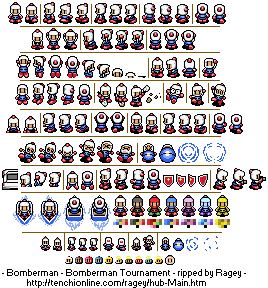 - Bomberman - Bomberman Tournament - ripped by Ragey -
http://tenchionline.com/ragey/hub-Main.htm